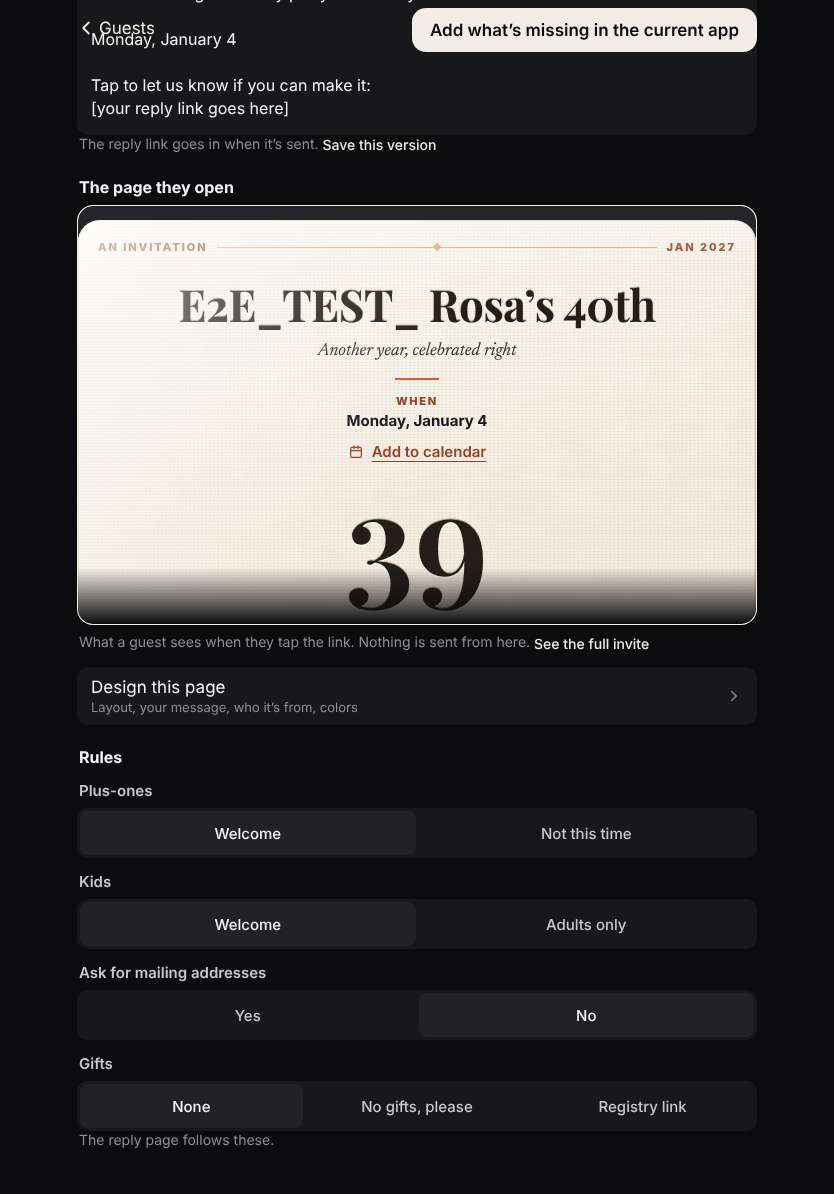 Guests
Add what’s missing in the current app
Monday, January 4
Tap to let us know if you can make it:
[your reply link goes here]
The reply link goes in when it’s sent. Save this version
The page they open
AN INVITATION
JAN 2027
E2E_TEST_ Rosa’s 40th
Another year, celebrated right
WHEN
Monday, January 4
Add to calendar
39
What a guest sees when they tap the link. Nothing is sent from here. See the full invite
Design this page
Layout, your message, who it’s from, colors
Rules
Plus-ones
Welcome
Not this time
Kids
Welcome
Adults only
Ask for mailing addresses
Yes
No
Gifts
None
No gifts, please
Registry link
The reply page follows these.